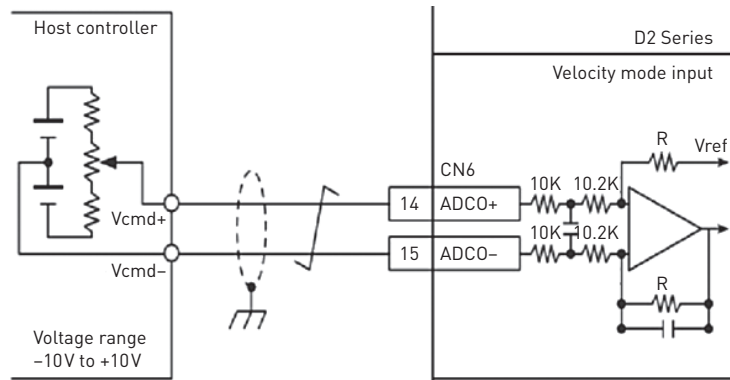 Host controller
D2 Series
Velocity mode input
R
Vref
CN6
10K
10.2K
14
ADCO+
Vcmd+
10K
10.2K
15
ADCO–
Vcmd–
R
Voltage range
–10V to +10V